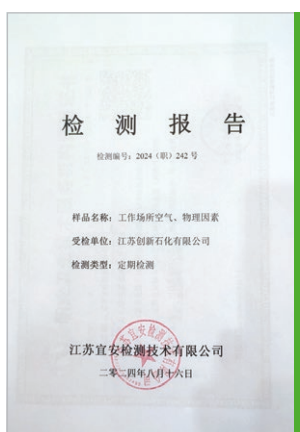 检测报告
检测编号：2024（职）242 号
样品名称：工作场所空气、物理因素
受检单位：江苏创新石化有限公司
检测类型：定期检测
江苏宜安检测技术有限公司
二零二四年八月十六日